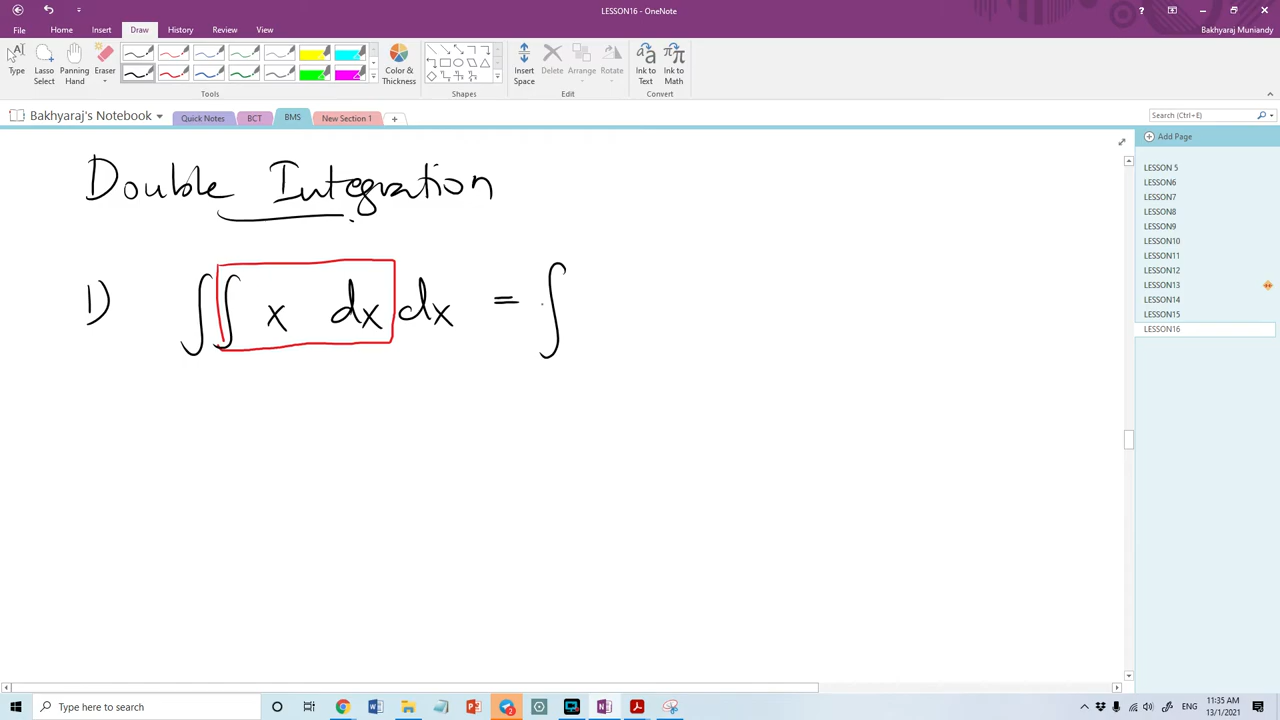 LESSON16 - OneNote
File Home Insert Draw History Review View
Bakhyaraj Muniandy
Type Lasso Select Panning Hand Eraser Color & Thickness Insert Space Delete Arrange Rotate Ink to Text Ink to Math
Tools Shapes Edit Convert
Bakhyaraj's Notebook Quick Notes BCT BMS New Section 1 Search (Ctrl+E)
Add Page
Double Integration
1) ∫∫ x dx dx = ∫
LESSON 5
LESSON6
LESSON7
LESSON8
LESSON9
LESSON10
LESSON11
LESSON12
LESSON13
LESSON14
LESSON15
LESSON16
Type here to search
ENG
11:35 AM
13/1/2021